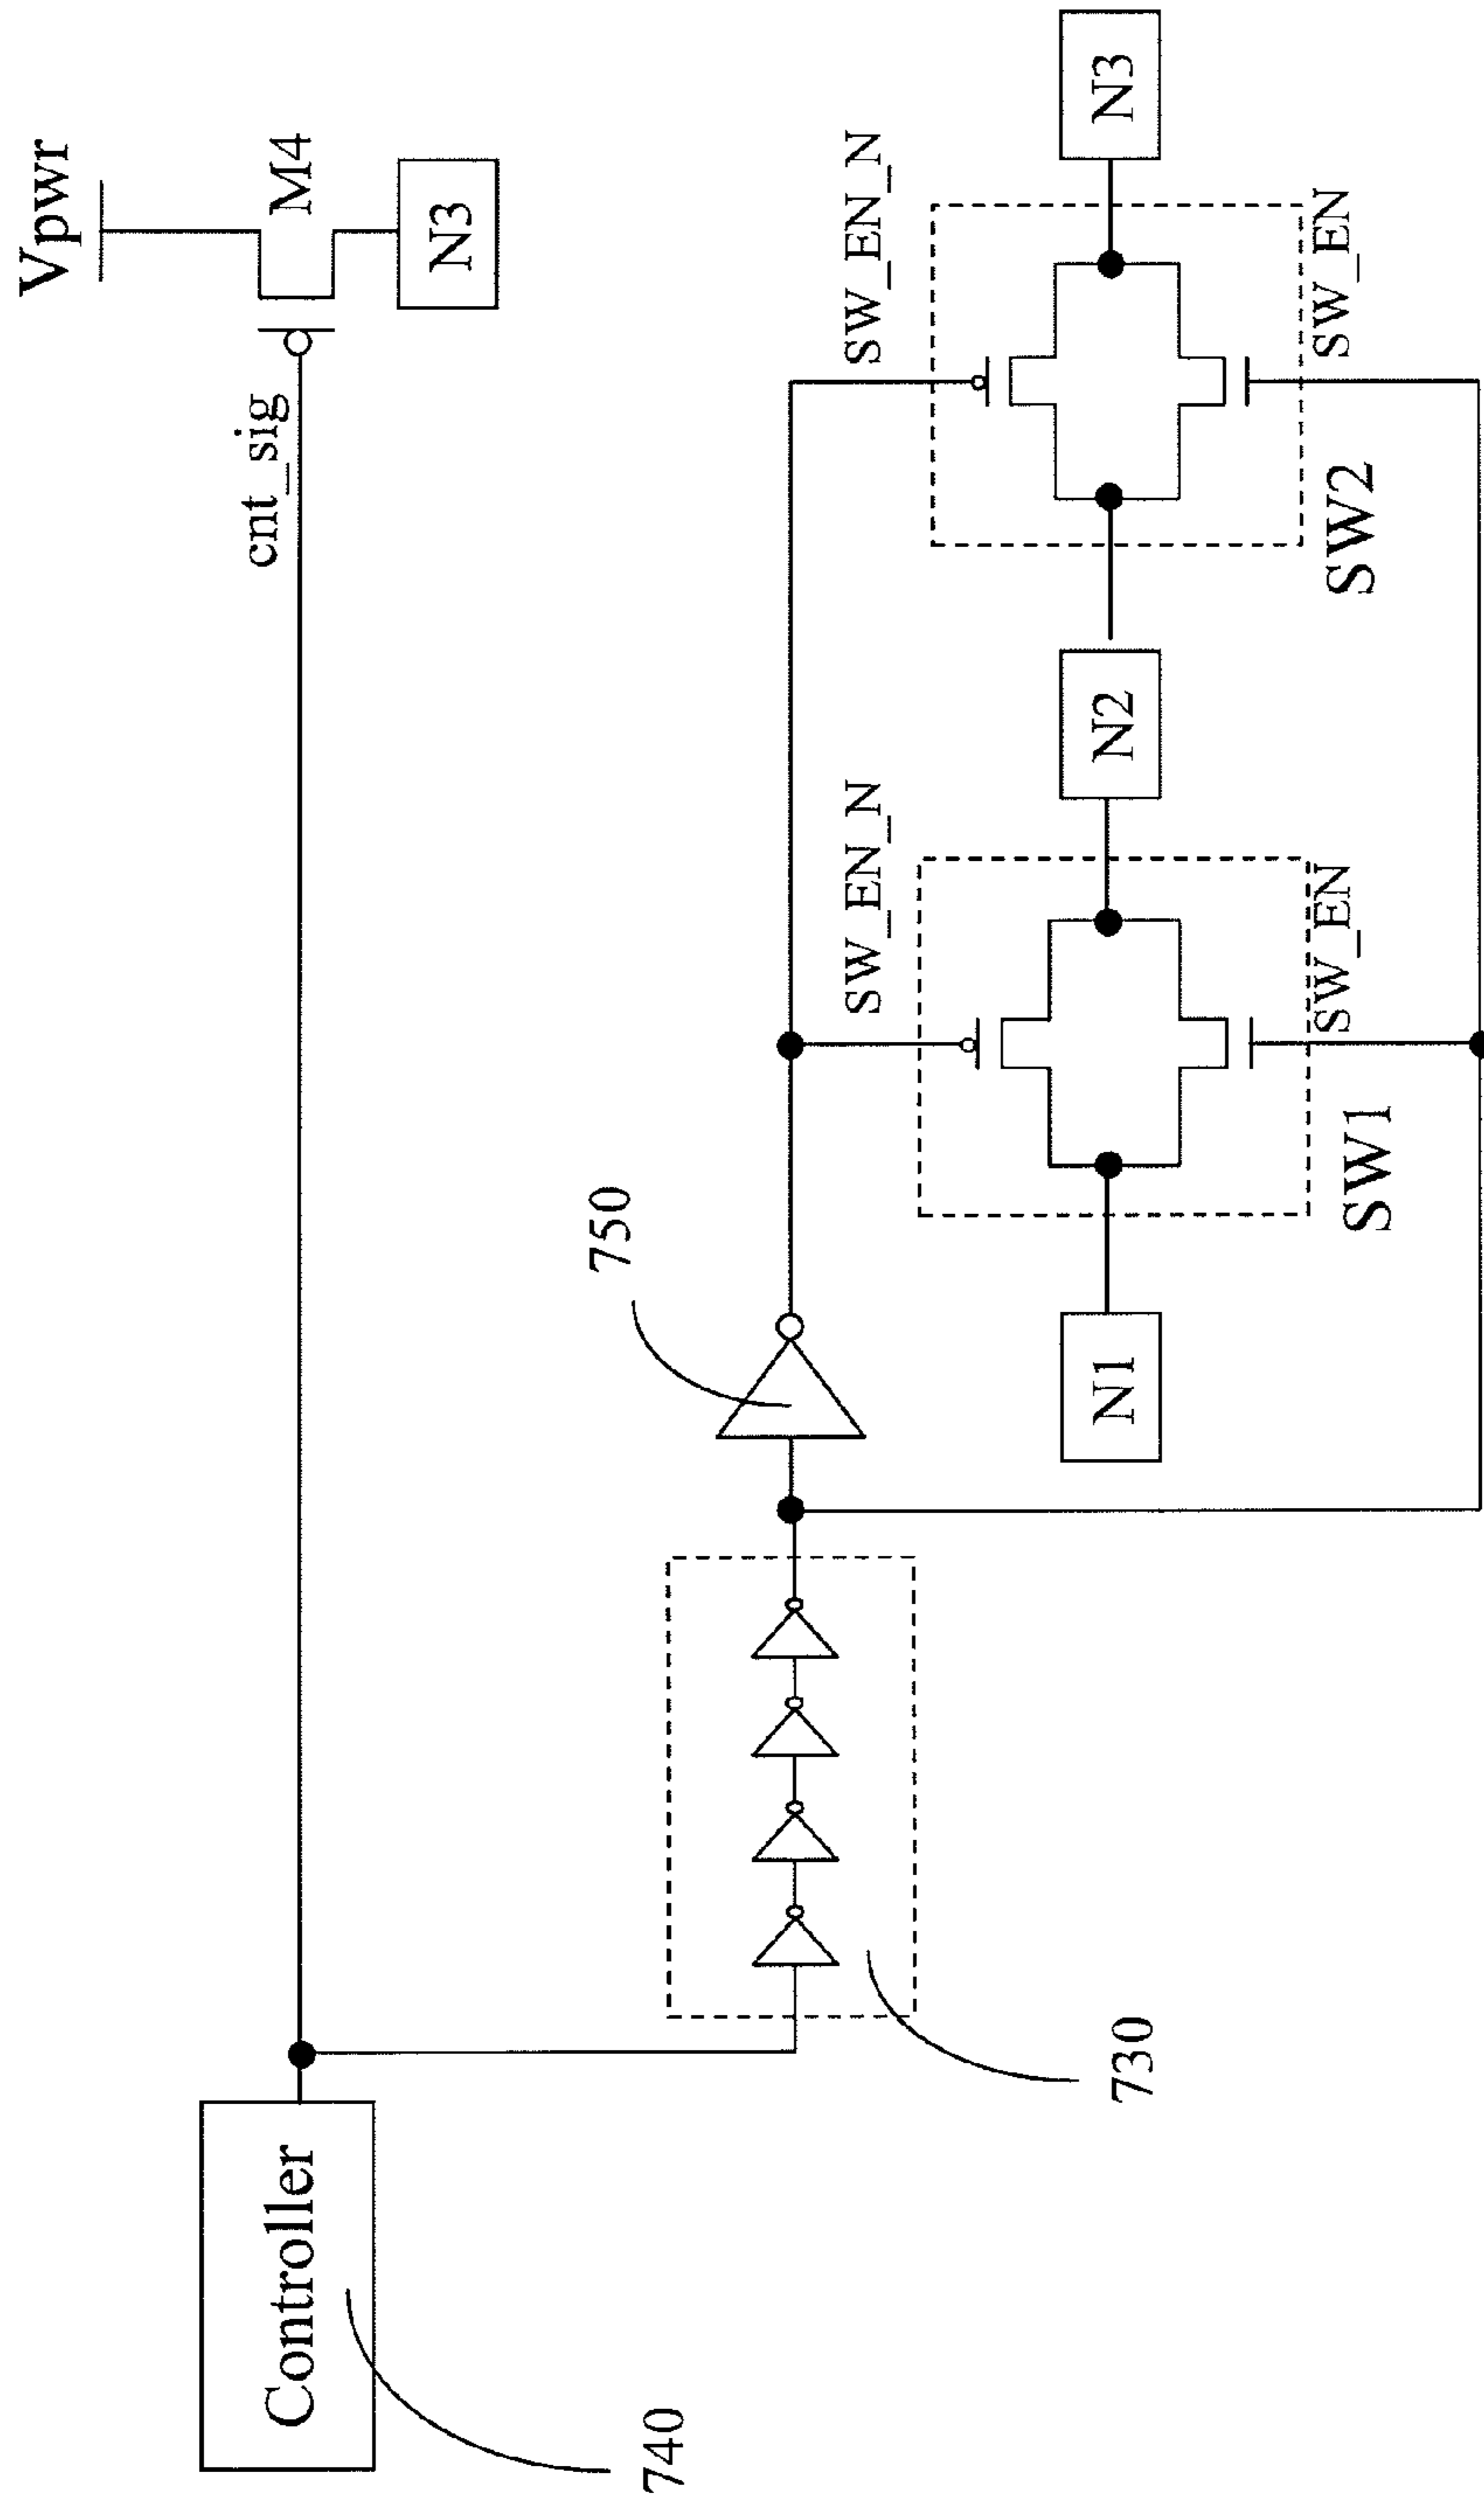 Vpwr
M4
N3
cnt_sig
Controller
740
730
750
SW_EN_N
SW_EN_N
N1
N2
N3
SW_EN
SW_EN
SW1
SW2